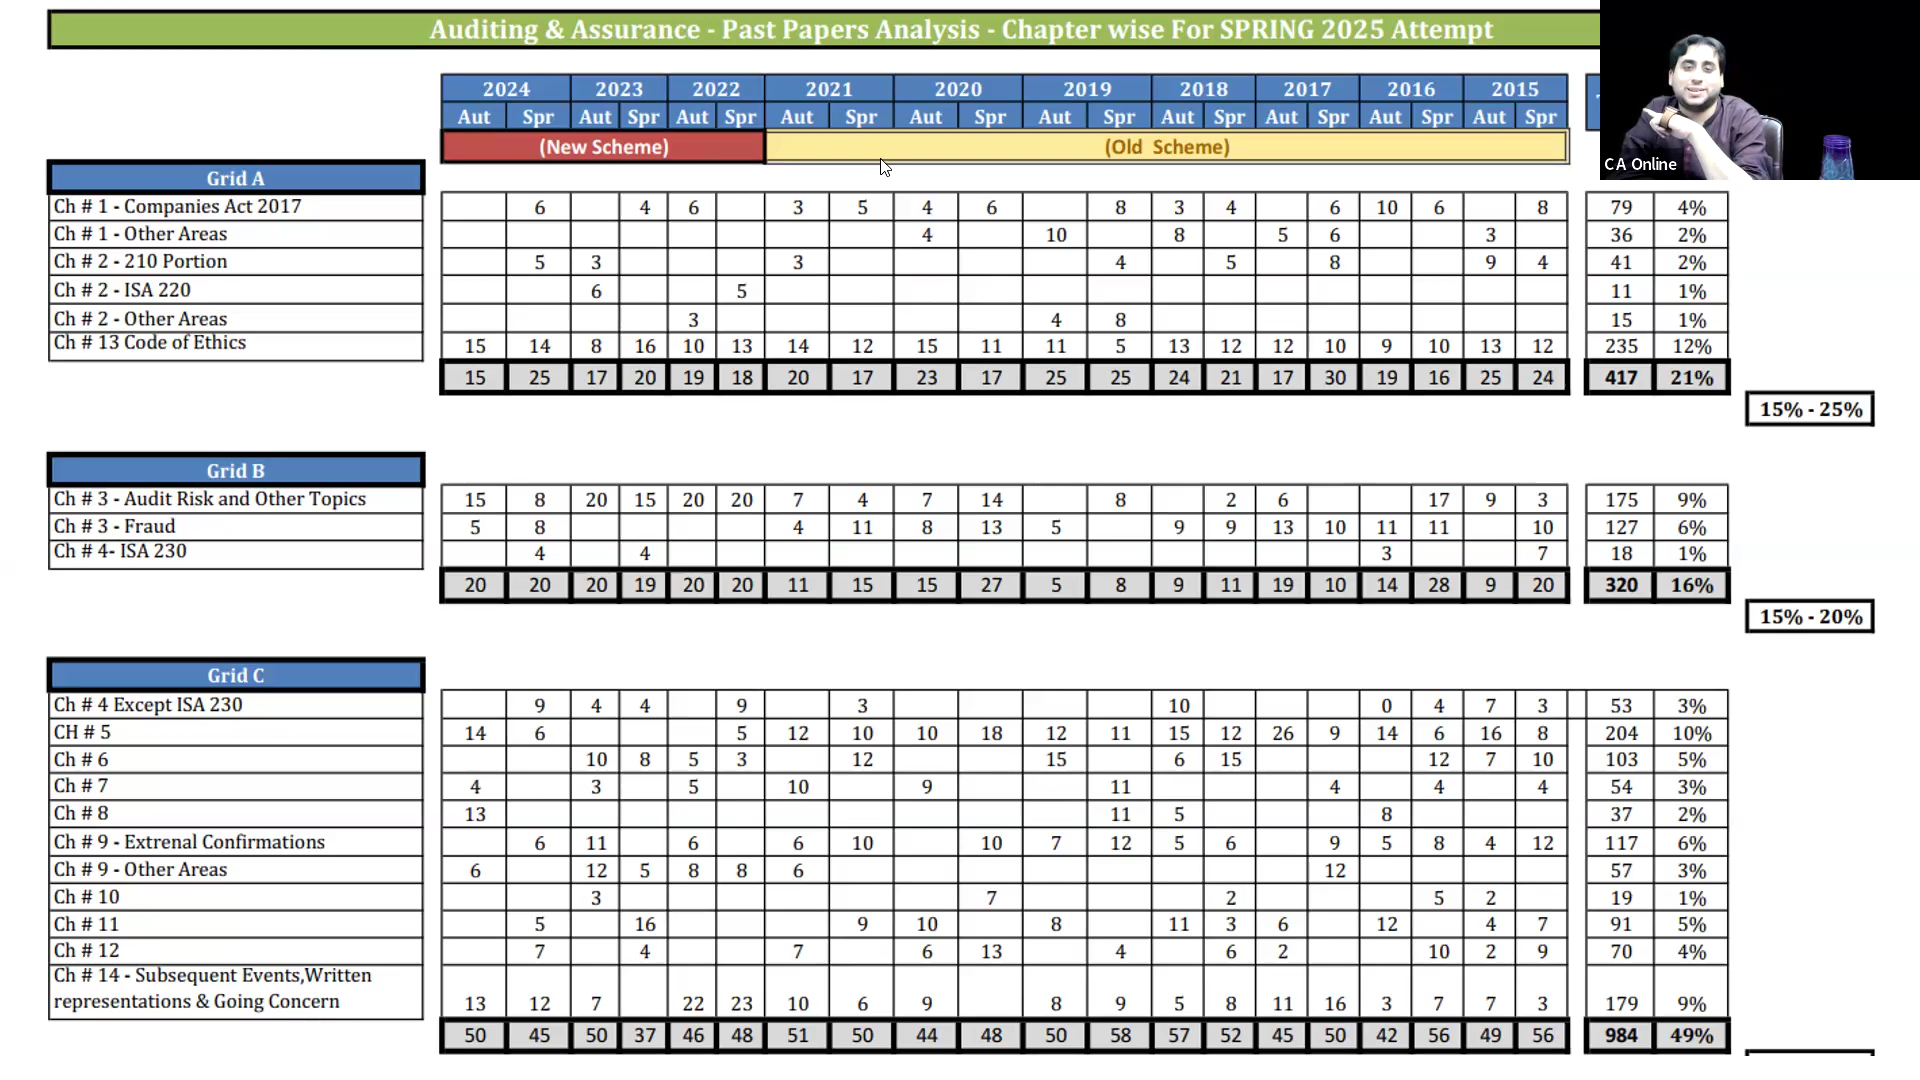 Auditing & Assurance - Past Papers Analysis - Chapter wise For SPRING 2025 Attempt
2024 2023 2022 2021 2020 2019 2018 2017 2016 2015
Aut Spr Aut Spr Aut Spr Aut Spr Aut Spr Aut Spr Aut Spr Aut Spr Aut Spr Aut Spr
(New Scheme) (Old Scheme)
C A Online
Grid A
Ch # 1 - Companies Act 2017 6 4 6 3 5 4 6 8 3 4 6 10 6 8 79 4%
Ch # 1 - Other Areas 4 10 8 5 6 3 36 2%
Ch # 2 - 210 Portion 5 3 3 4 5 8 9 4 41 2%
Ch # 2 - ISA 220 6 5 11 1%
Ch # 2 - Other Areas 3 4 8 15 1%
Ch # 13 Code of Ethics 15 14 8 16 10 13 14 12 15 11 11 5 13 12 12 10 9 10 13 12 235 12%
15 25 17 20 19 18 20 17 23 17 25 25 24 21 17 30 19 16 25 24 417 21%
15% - 25%
Grid B
Ch # 3 - Audit Risk and Other Topics 15 8 20 15 20 20 7 4 7 14 8 2 6 17 9 3 175 9%
Ch # 3 - Fraud 5 8 4 11 8 13 5 9 9 13 10 11 11 10 127 6%
Ch # 4- ISA 230 4 4 3 7 18 1%
20 20 20 19 20 20 11 15 15 27 5 8 9 11 19 10 14 28 9 20 320 16%
15% - 20%
Grid C
Ch # 4 Except ISA 230 9 4 4 9 3 10 0 4 7 3 53 3%
CH # 5 14 6 5 12 10 10 18 12 11 15 12 26 9 14 6 16 8 204 10%
Ch # 6 10 8 5 3 12 15 6 15 12 7 10 103 5%
Ch # 7 4 3 5 10 9 11 4 4 4 54 3%
Ch # 8 13 11 5 8 37 2%
Ch # 9 - Extrenal Confirmations 6 11 6 6 10 10 7 12 5 6 9 5 8 4 12 117 6%
Ch # 9 - Other Areas 6 12 5 8 8 6 12 57 3%
Ch # 10 3 7 2 5 2 19 1%
Ch # 11 5 16 9 10 8 11 3 6 12 4 7 91 5%
Ch # 12 7 4 7 6 13 4 6 2 10 2 9 70 4%
Ch # 14 - Subsequent Events,Written
representations & Going Concern 13 12 7 22 23 10 6 9 8 9 5 8 11 16 3 7 7 3 179 9%
50 45 50 37 46 48 51 50 44 48 50 58 57 52 45 50 42 56 49 56 984 49%